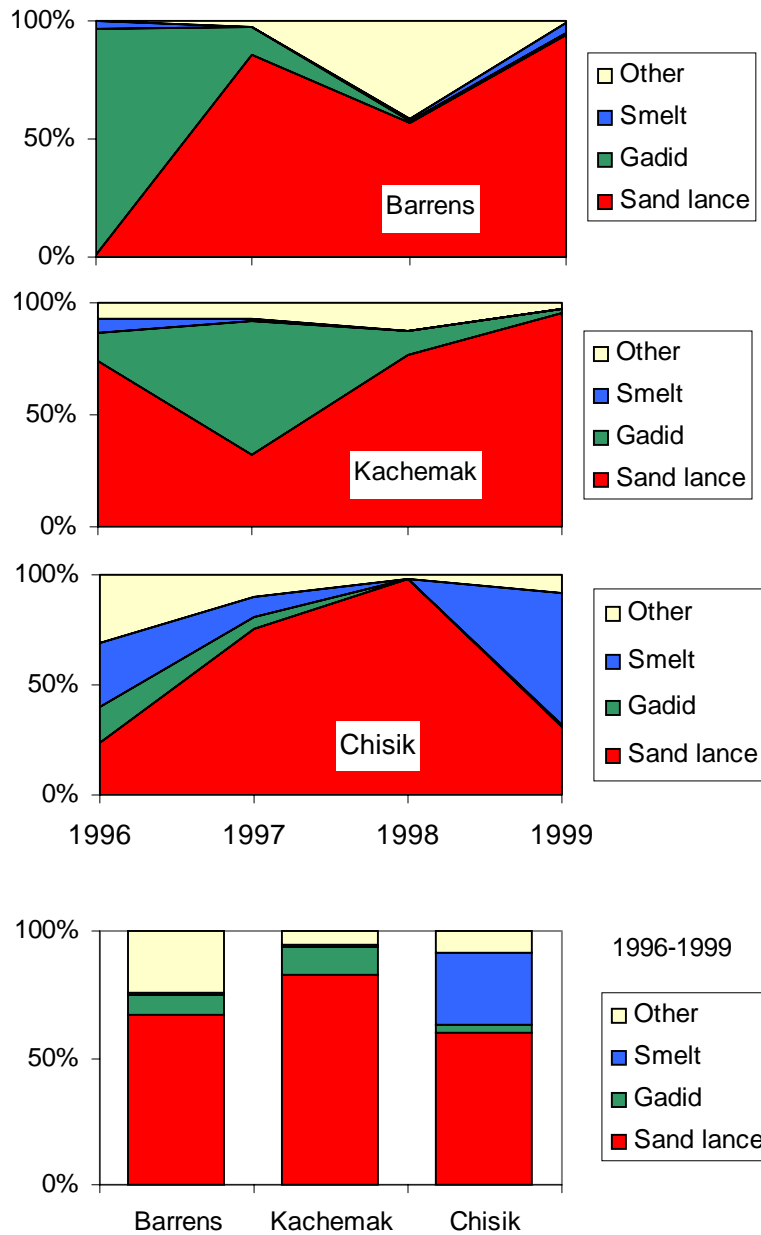 100%
50%
0%
Barrens
Other
Smelt
Gadid
Sand lance
100%
50%
0%
Kachemak
Other
Smelt
Gadid
Sand lance
100%
50%
0%
Chisik
Other
Smelt
Gadid
Sand lance
1996 1997 1998 1999
100%
50%
0%
Barrens Kachemak Chisik
1996-1999
Other
Smelt
Gadid
Sand lance